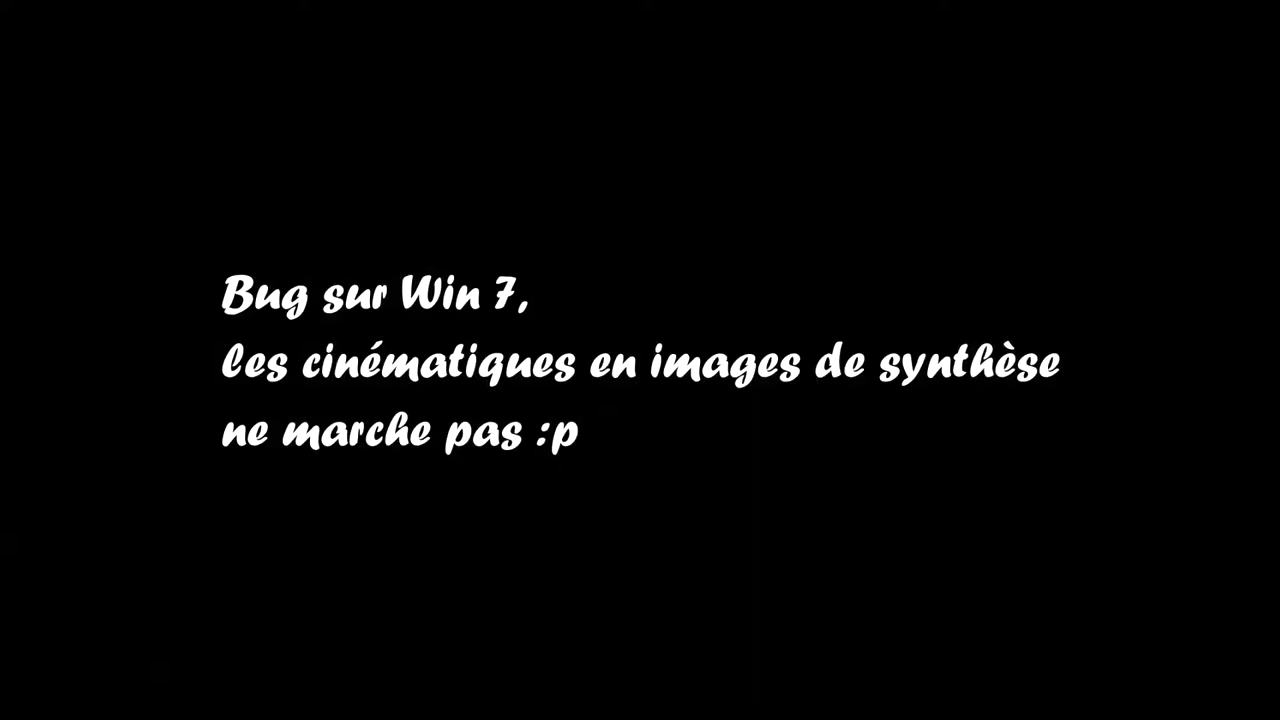 Bug sur Win 7,
les cinématiques en images de synthèse
ne marche pas :p